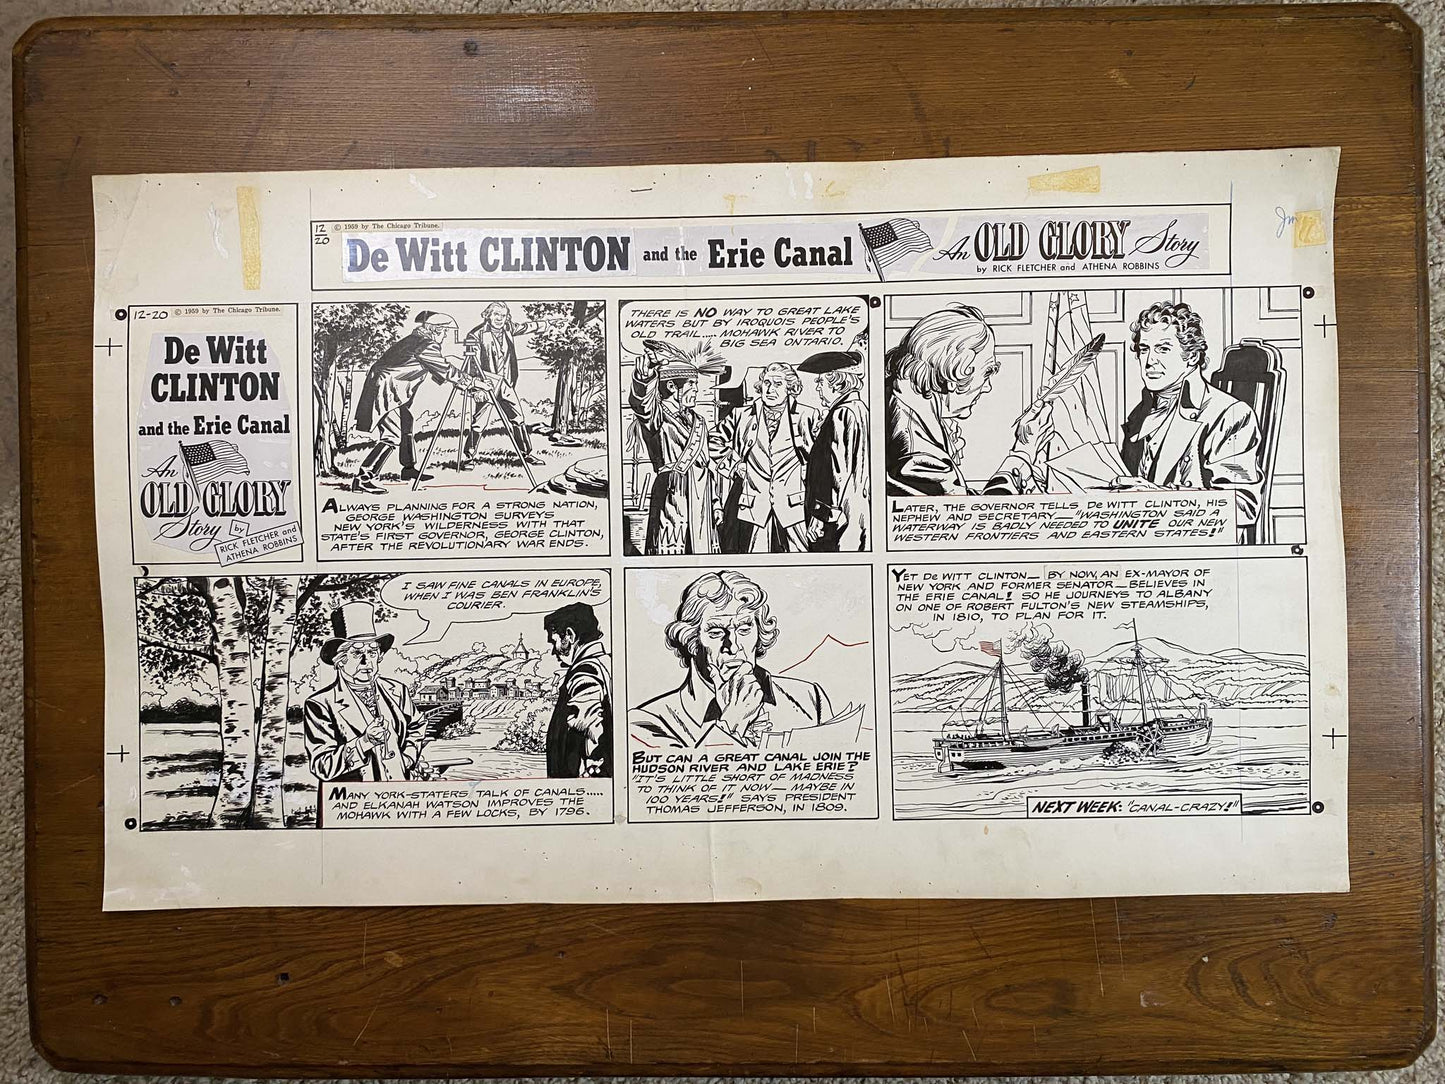 12
20
© 1959 by The Chicago Tribune.
De Witt CLINTON and the Erie Canal
An OLD GLORY Story
by RICK FLETCHER and ATHENA ROBBINS
12-20 © 1959 by The Chicago Tribune.
De Witt
CLINTON
and the Erie Canal
An
OLD GLORY
Story by
RICK FLETCHER and
ATHENA ROBBINS
ALWAYS PLANNING FOR A STRONG NATION,
GEORGE WASHINGTON SURVEYS
NEW YORK'S WILDERNESS WITH THAT
STATE'S FIRST GOVERNOR, GEORGE CLINTON,
AFTER THE REVOLUTIONARY WAR ENDS.
THERE IS NO WAY TO GREAT LAKE
WATERS BUT BY IROQUOIS PEOPLE'S
OLD TRAIL.... MOHAWK RIVER TO
BIG SEA ONTARIO.
LATER, THE GOVERNOR TELLS DE WITT CLINTON, HIS
NEPHEW AND SECRETARY__ "WASHINGTON SAID A
WATERWAY IS BADLY NEEDED TO UNITE OUR NEW
WESTERN FRONTIERS AND EASTERN STATES!"
I SAW FINE CANALS IN EUROPE,
WHEN I WAS BEN FRANKLIN'S
COURIER.
MANY YORK-STATERS TALK OF CANALS.....
AND ELKANAH WATSON IMPROVES THE
MOHAWK WITH A FEW LOCKS, BY 1796.
BUT CAN A GREAT CANAL JOIN THE
HUDSON RIVER AND LAKE ERIE?
"IT'S LITTLE SHORT OF MADNESS
TO THINK OF IT NOW— MAYBE IN
100 YEARS!" SAYS PRESIDENT
THOMAS JEFFERSON, IN 1809.
YET DE WITT CLINTON— BY NOW, AN EX-MAYOR OF
NEW YORK AND FORMER SENATOR— BELIEVES IN
THE ERIE CANAL! SO HE JOURNEYS TO ALBANY
ON ONE OF ROBERT FULTON'S NEW STEAMSHIPS,
IN 1810, TO PLAN FOR IT.
NEXT WEEK: "CANAL-CRAZY!"